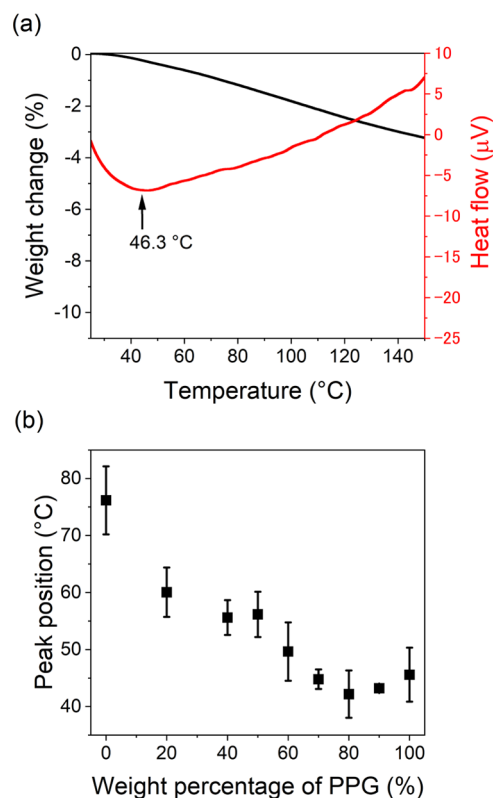 (a)
0
-2
-4
-6
-8
-10
Weight change (%)
10
5
0
−5
−10
−15
−20
−25
Heat flow (μV)
46.3 °C
40 60 80 100 120 140
Temperature (°C)
(b)
80
70
60
50
40
Peak position (°C)
0 20 40 60 80 100
Weight percentage of PPG (%)